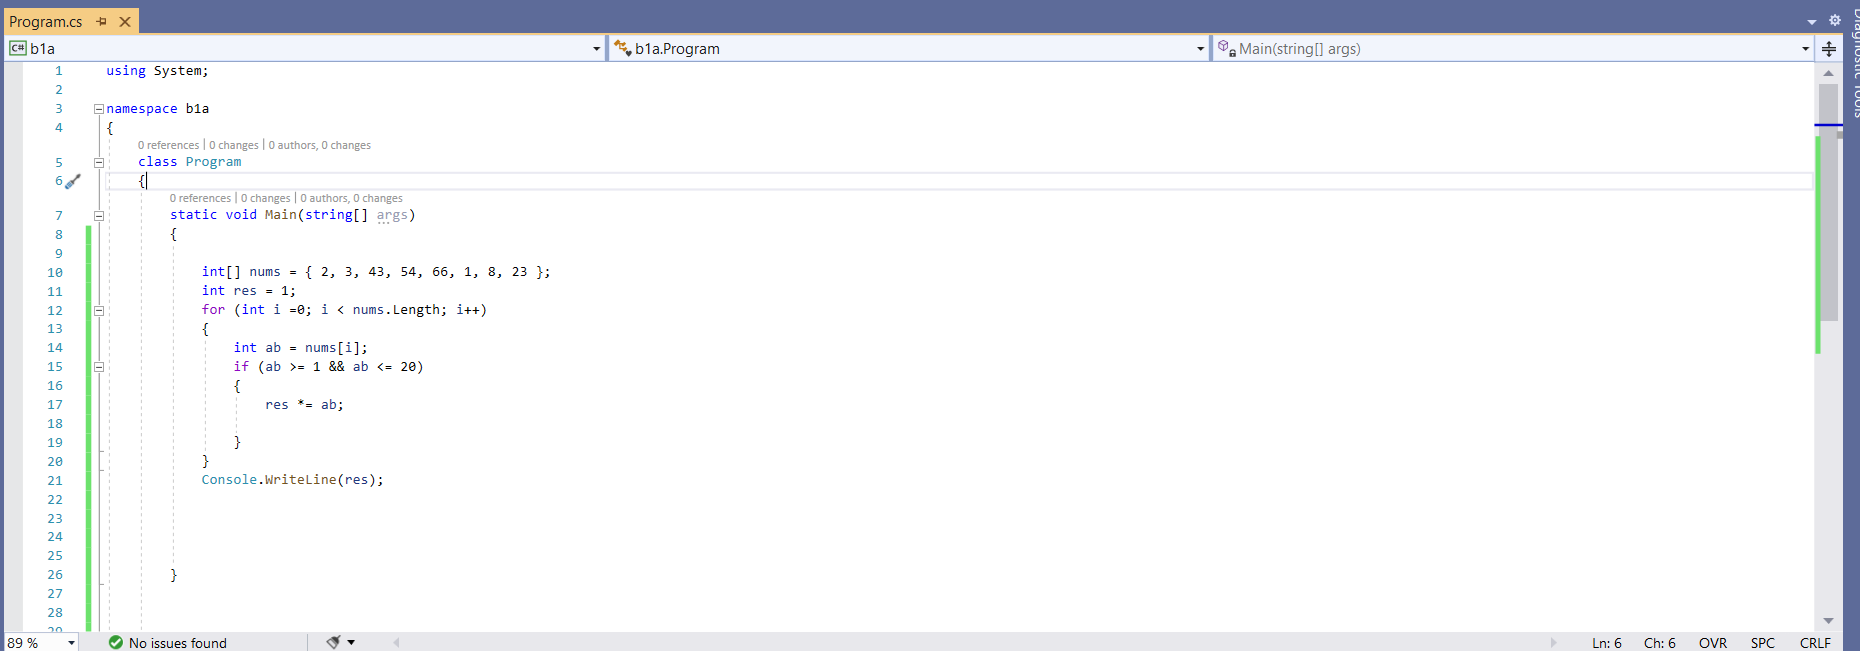 Program.cs
C# b1a
b1a.Program
Main(string[] args)
Diagnostic Tools
1 using System;
2
3 namespace b1a
4 {
0 references | 0 changes | 0 authors, 0 changes
5 class Program
6 {
0 references | 0 changes | 0 authors, 0 changes
7 static void Main(string[] args)
8 {
9
10 int[] nums = { 2, 3, 43, 54, 66, 1, 8, 23 };
11 int res = 1;
12 for (int i =0; i < nums.Length; i++)
13 {
14 int ab = nums[i];
15 if (ab >= 1 && ab <= 20)
16 {
17 res *= ab;
18
19 }
20 }
21 Console.WriteLine(res);
22
23
24
25
26 }
27
28
29
89 % No issues found Ln: 6 Ch: 6 OVR SPC CRLF